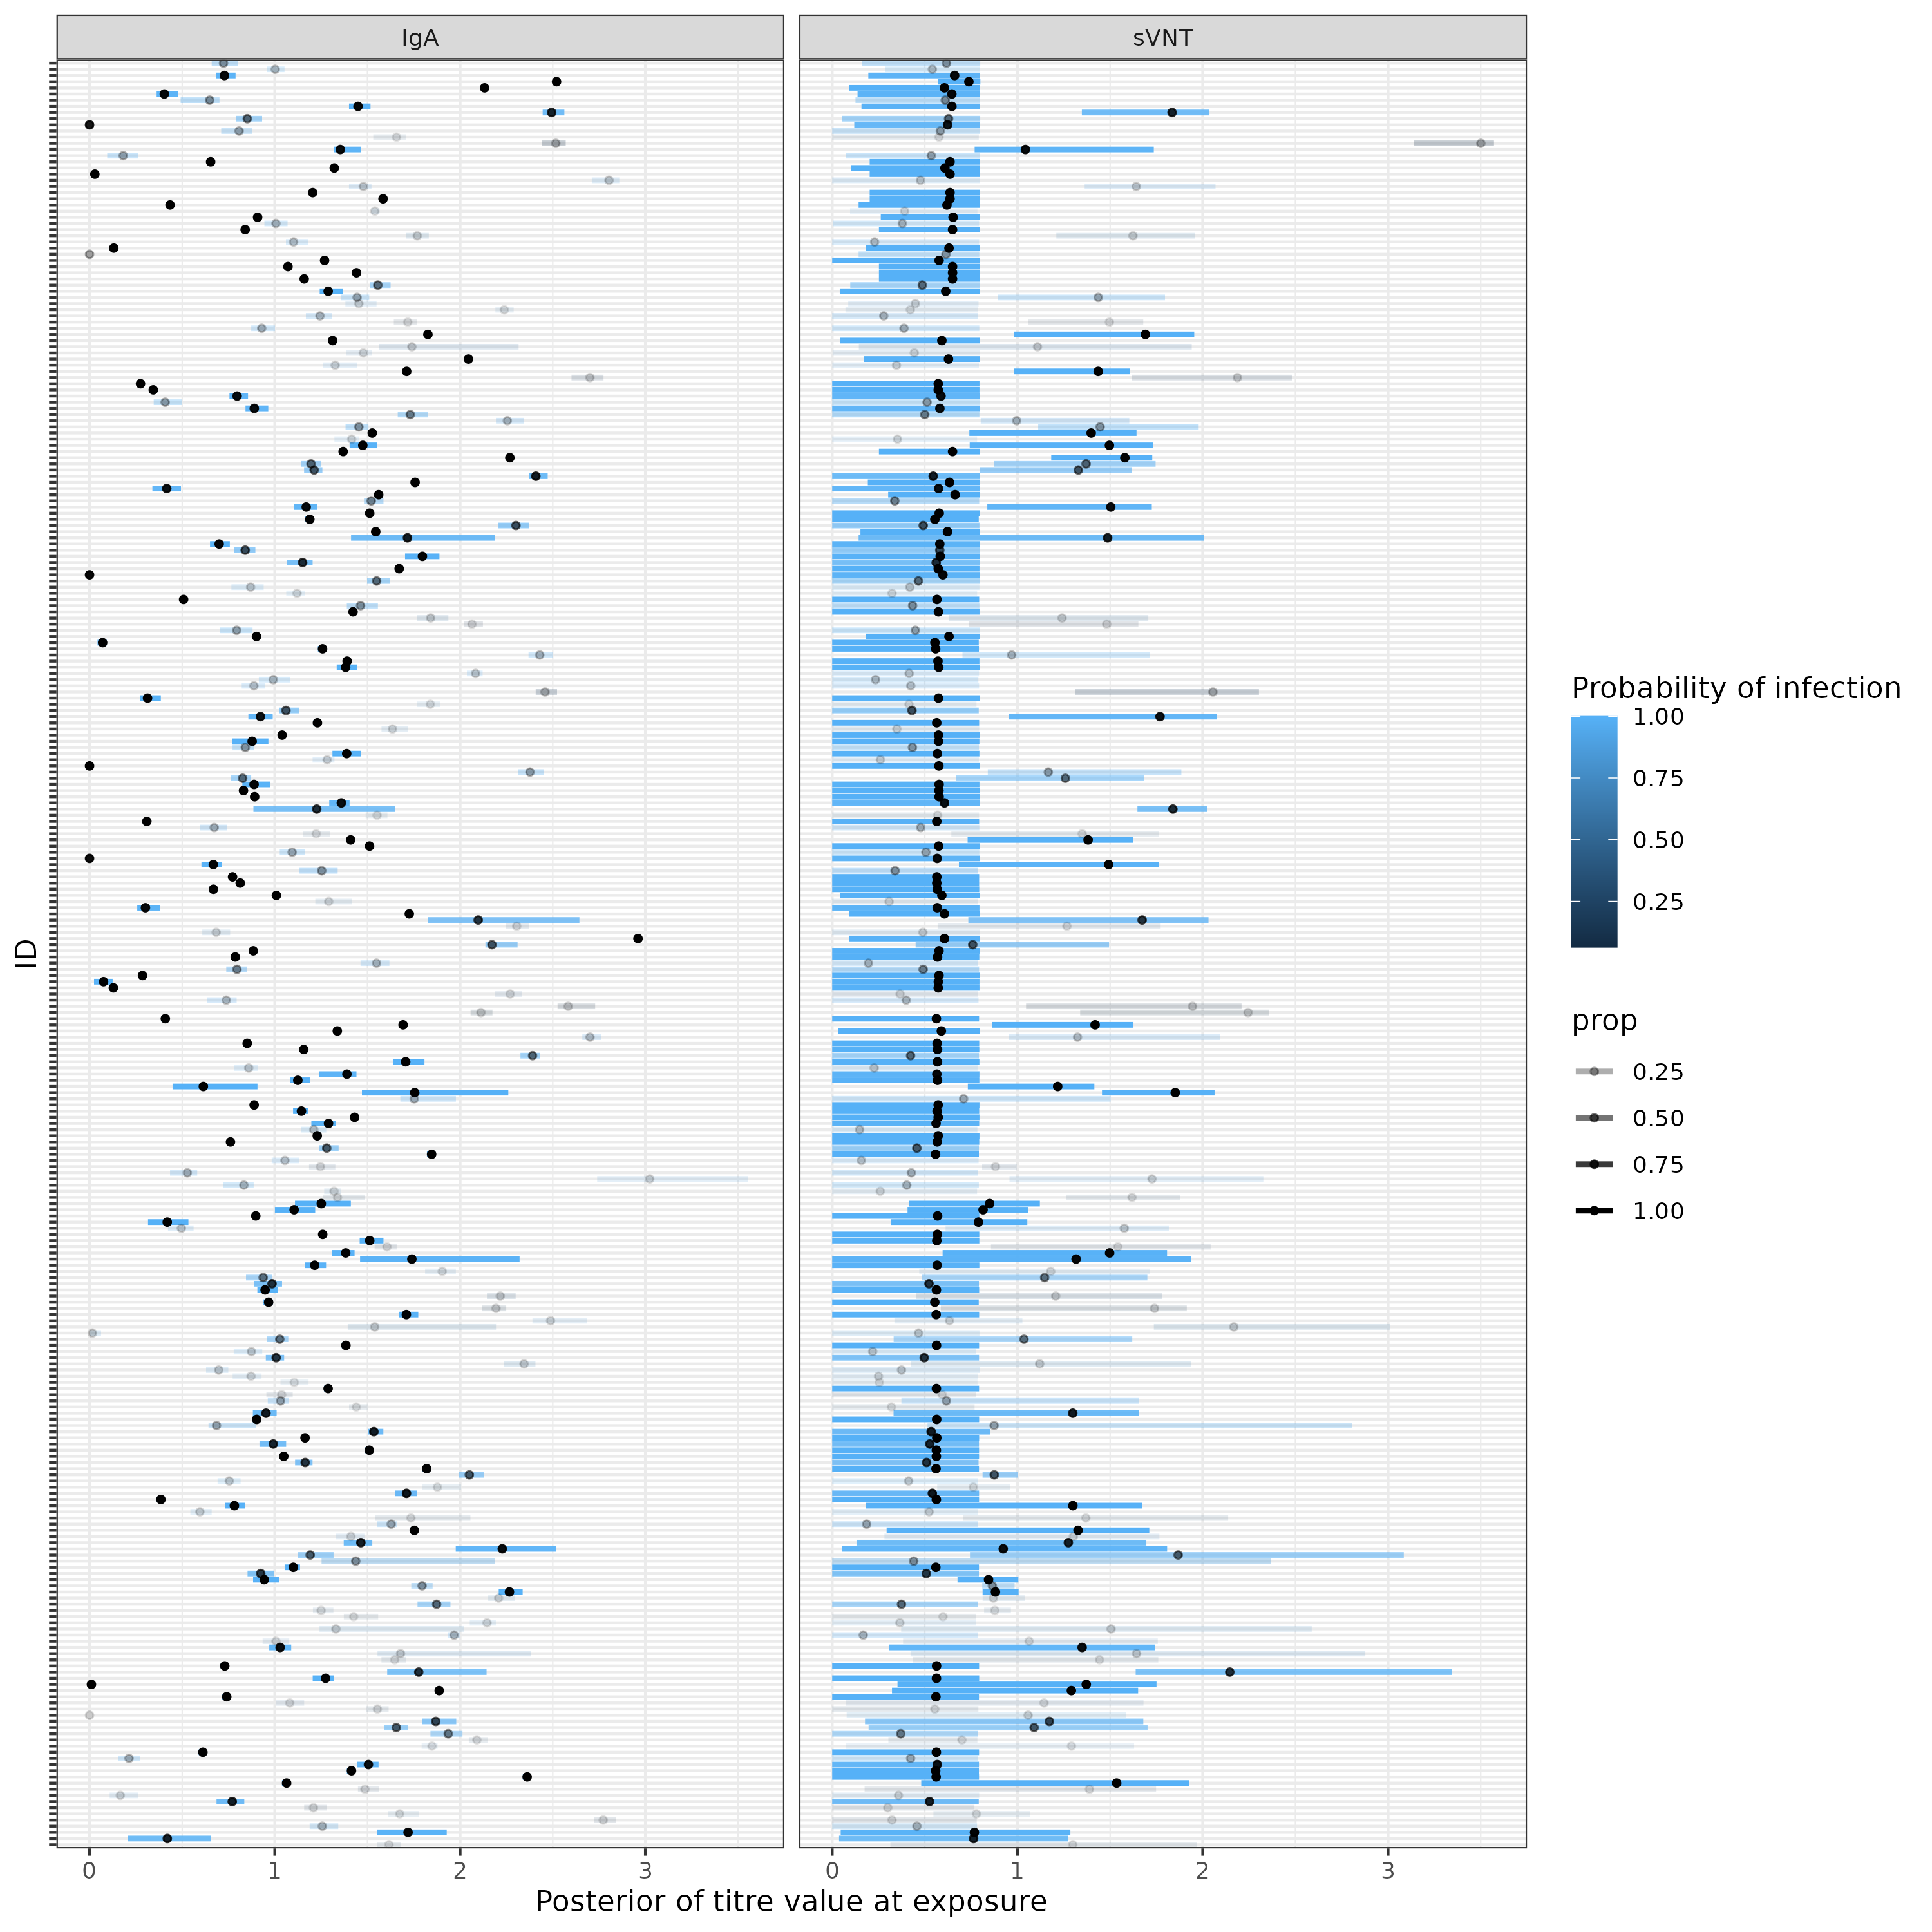 IgA
sVNT
ID
0
1
2
3
0
1
2
3
Posterior of titre value at exposure
Probability of infection
1.00
0.75
0.50
0.25
prop
0.25
0.50
0.75
1.00